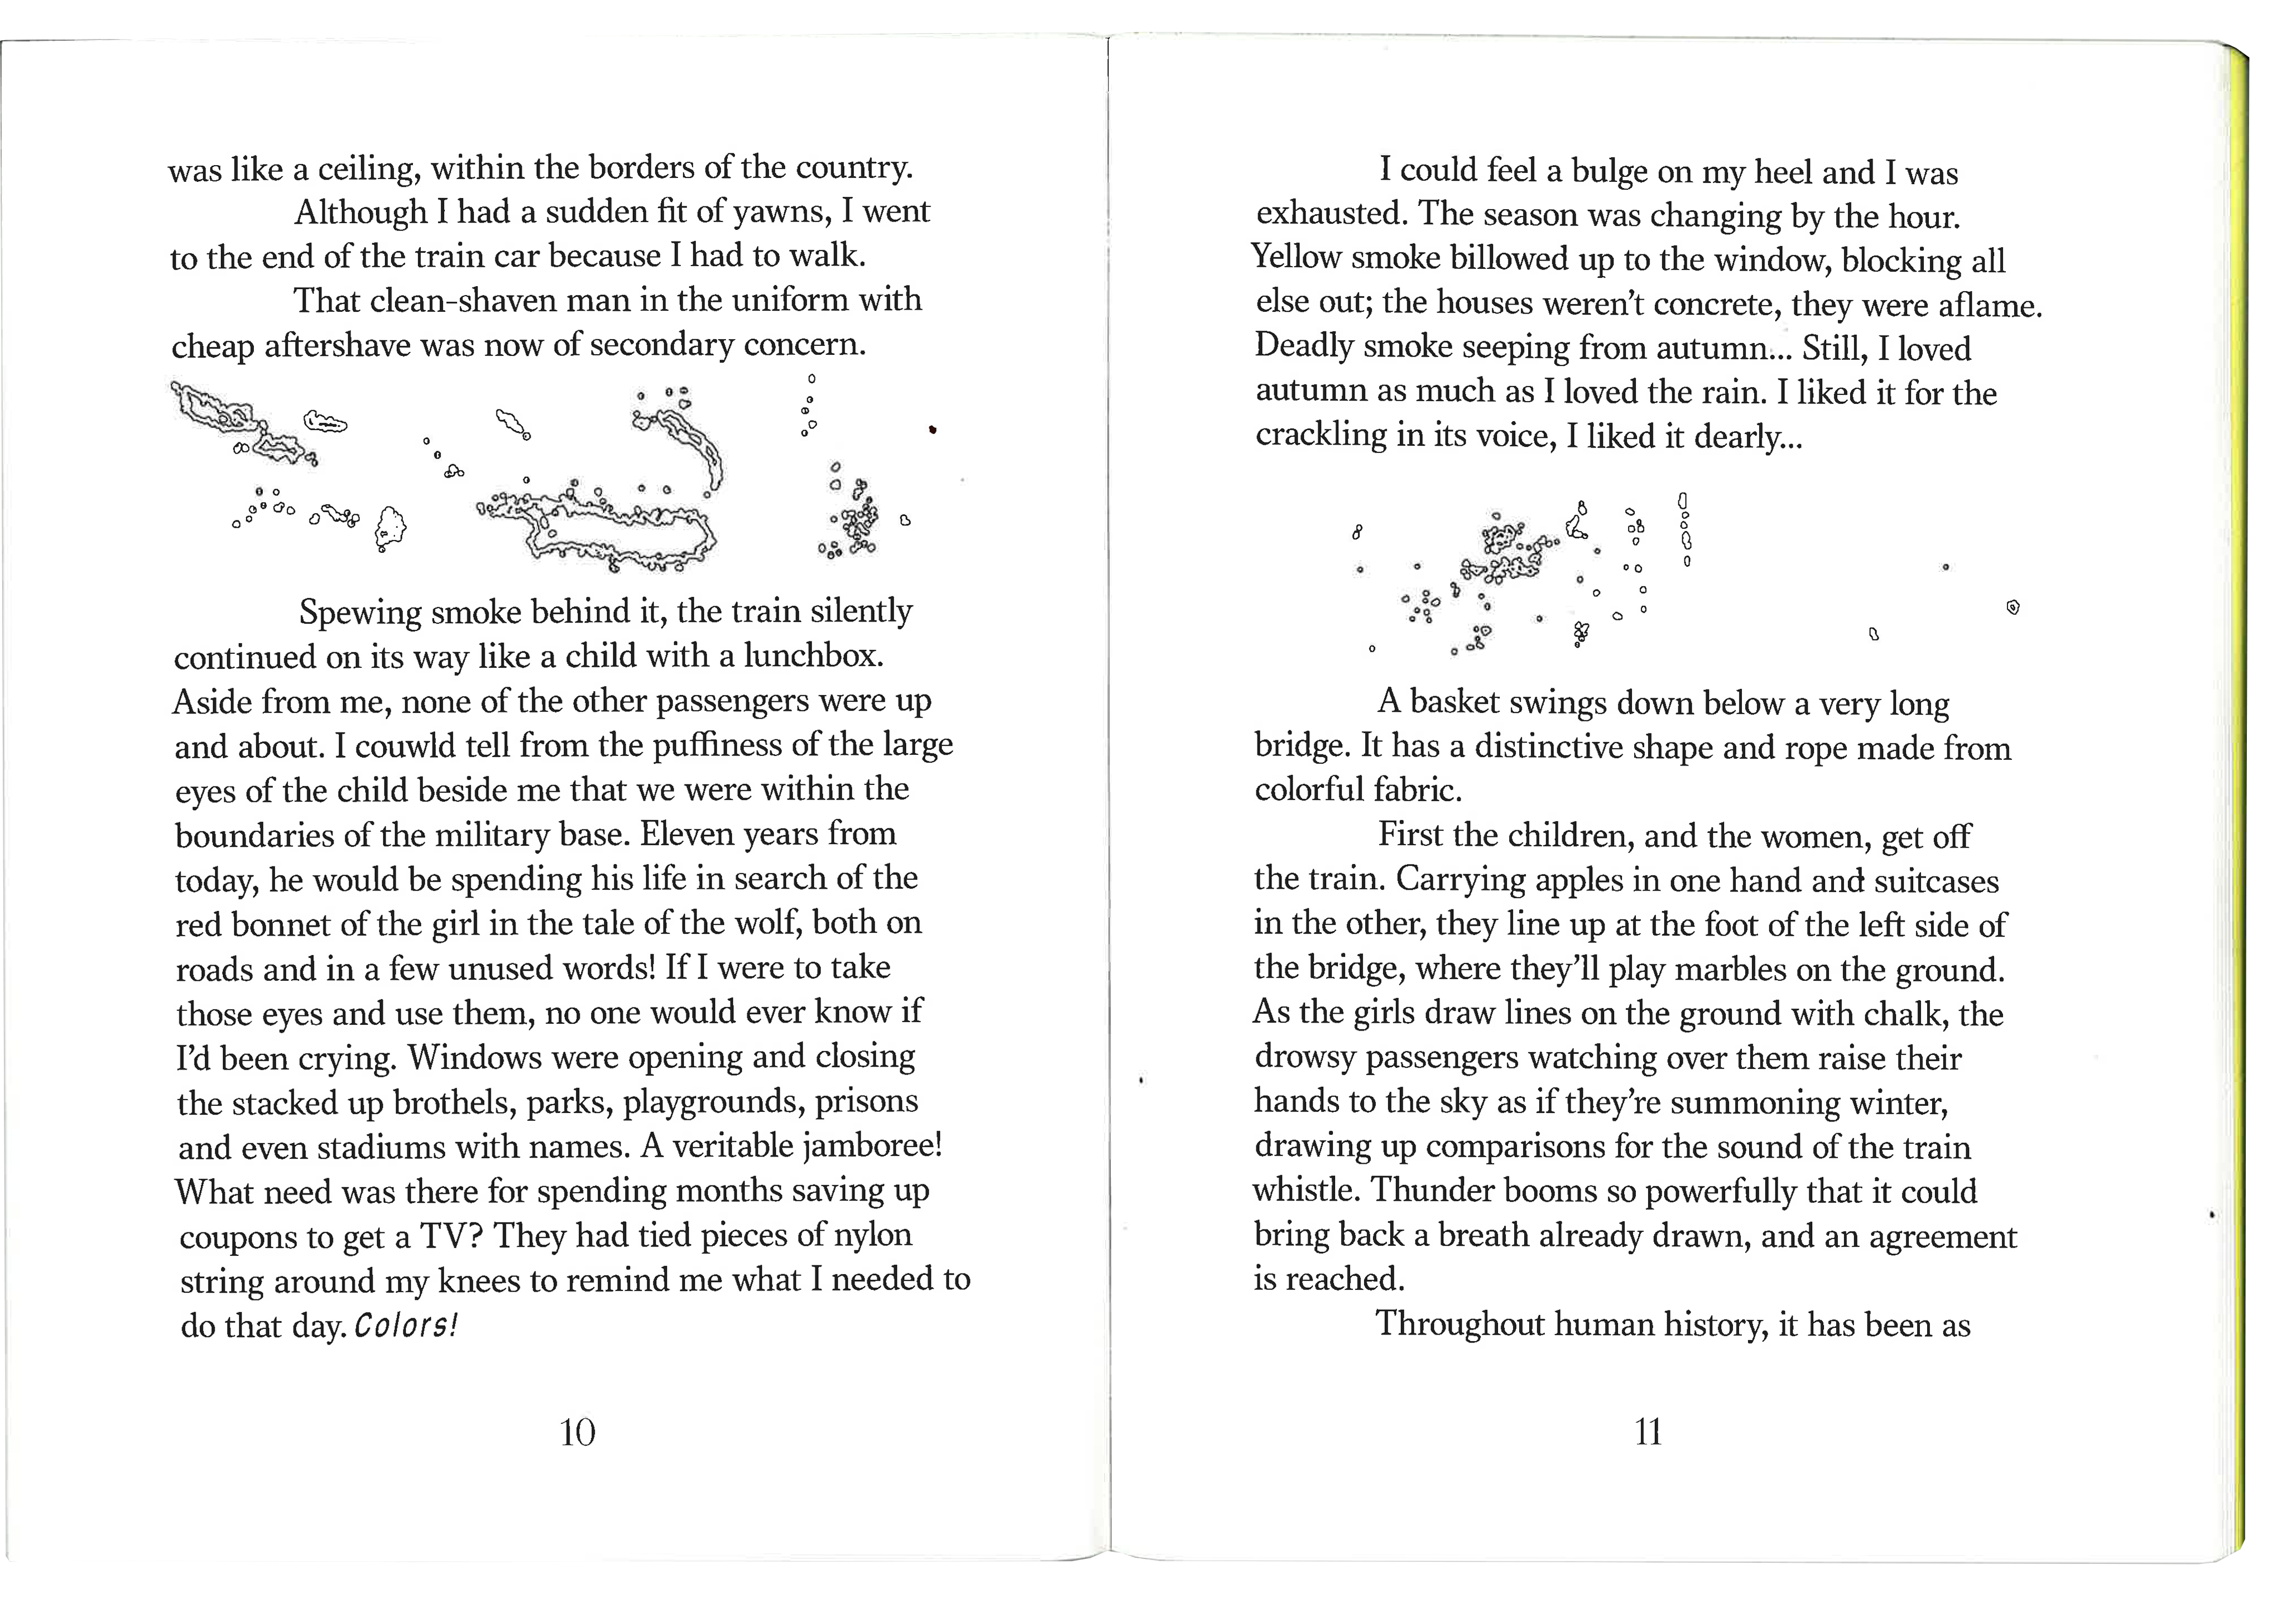 was like a ceiling, within the borders of the country.
Although I had a sudden fit of yawns, I went
to the end of the train car because I had to walk.
That clean-shaven man in the uniform with
cheap aftershave was now of secondary concern.
Spewing smoke behind it, the train silently
continued on its way like a child with a lunchbox.
Aside from me, none of the other passengers were up
and about. I couwld tell from the puffiness of the large
eyes of the child beside me that we were within the
boundaries of the military base. Eleven years from
today, he would be spending his life in search of the
red bonnet of the girl in the tale of the wolf, both on
roads and in a few unused words! If I were to take
those eyes and use them, no one would ever know if
I'd been crying. Windows were opening and closing
the stacked up brothels, parks, playgrounds, prisons
and even stadiums with names. A veritable jamboree!
What need was there for spending months saving up
coupons to get a TV? They had tied pieces of nylon
string around my knees to remind me what I needed to
do that day. Colors!
10
I could feel a bulge on my heel and I was
exhausted. The season was changing by the hour.
Yellow smoke billowed up to the window, blocking all
else out; the houses weren't concrete, they were aflame.
Deadly smoke seeping from autumn... Still, I loved
autumn as much as I loved the rain. I liked it for the
crackling in its voice, I liked it dearly...
A basket swings down below a very long
bridge. It has a distinctive shape and rope made from
colorful fabric.
First the children, and the women, get off
the train. Carrying apples in one hand and suitcases
in the other, they line up at the foot of the left side of
the bridge, where they'll play marbles on the ground.
As the girls draw lines on the ground with chalk, the
drowsy passengers watching over them raise their
hands to the sky as if they're summoning winter,
drawing up comparisons for the sound of the train
whistle. Thunder booms so powerfully that it could
bring back a breath already drawn, and an agreement
is reached.
Throughout human history, it has been as
11